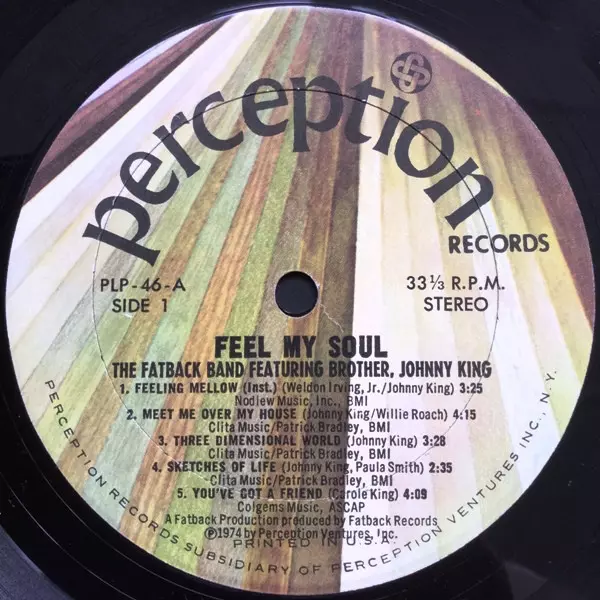 perception
RECORDS
PLP-46-A
SIDE 1
33⅓ R.P.M.
STEREO
FEEL MY SOUL
THE FATBACK BAND FEATURING BROTHER, JOHNNY KING
1. FEELING MELLOW (Inst.) (Weldon Irving, Jr./Johnny King) 3:25
Nodlew Music, Inc., BMI
2. MEET ME OVER MY HOUSE (Johnny King/Willie Roach) 4:15
Clita Music/Patrick Bradley, BMI
3. THREE DIMENSIONAL WORLD (Johnny King) 3:28
Clita Music/Patrick Bradley, BMI
4. SKETCHES OF LIFE (Johnny King, Paula Smith) 2:35
Clita Music/Patrick Bradley, BMI
5. YOU'VE GOT A FRIEND (Carole King) 4:09
Colgems Music, ASCAP
A Fatback Production produced by Fatback Records
℗1974 by Perception Ventures, Inc.
PRINTED IN U.S.A.
PERCEPTION RECORDS SUBSIDIARY OF PERCEPTION VENTURES INC., N.Y.